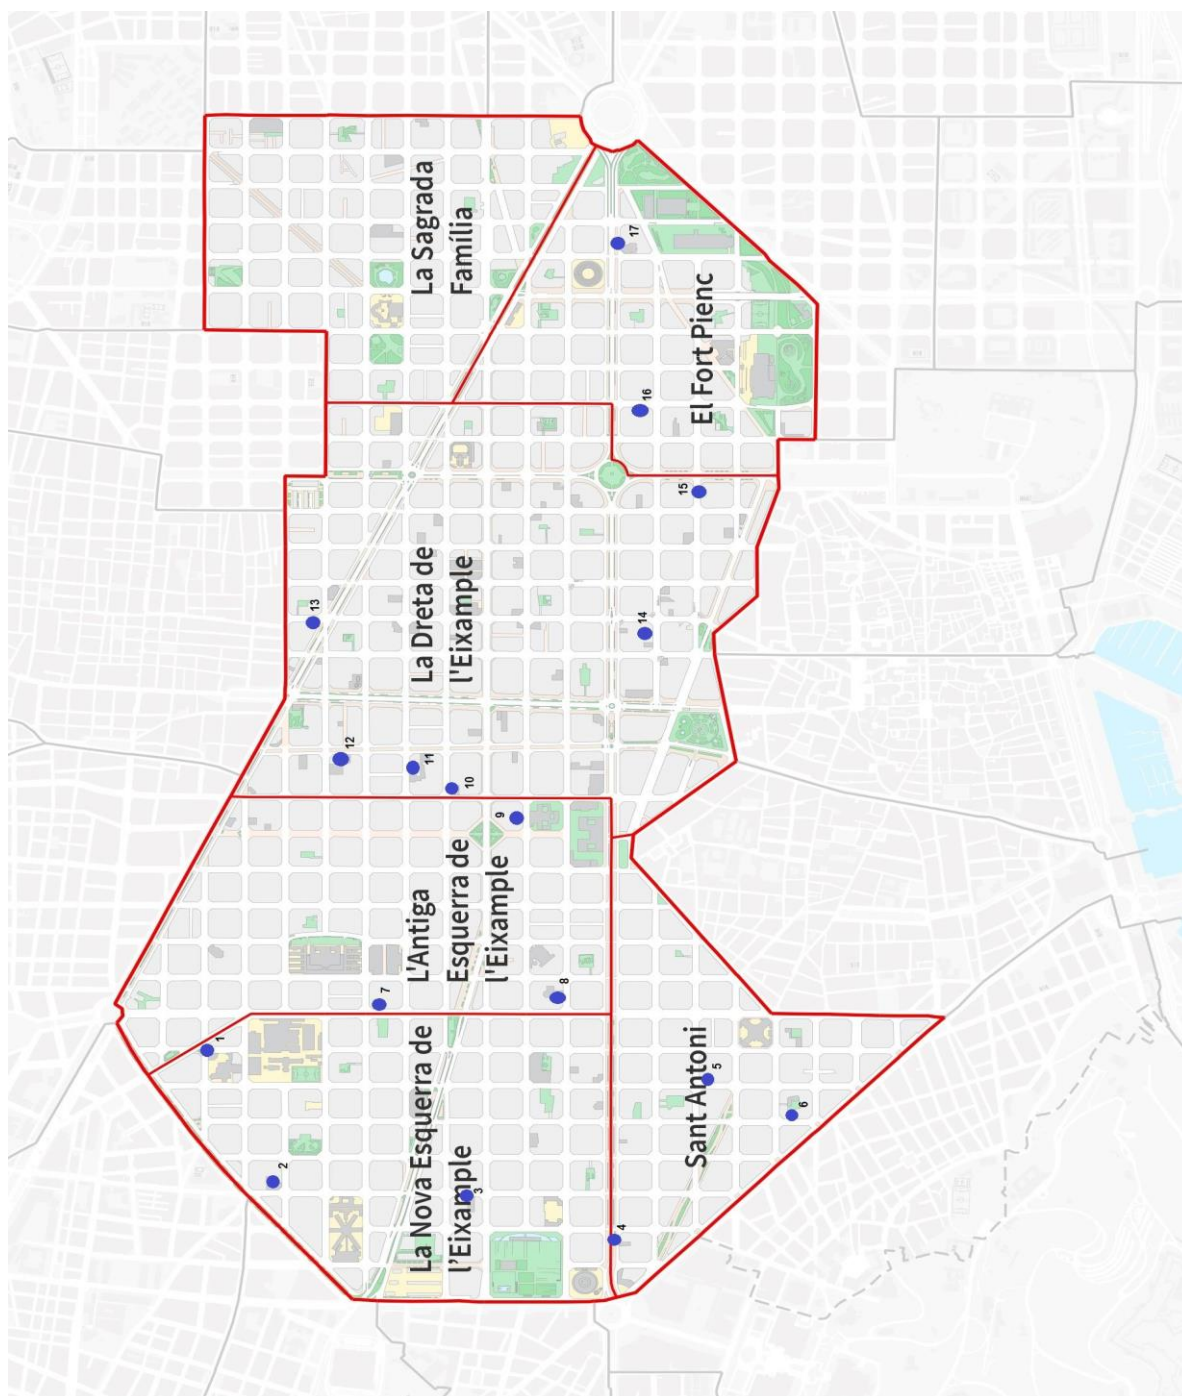 La Sagrada
Família
17
El Fort Pienc
16
15
La Dreta de
l'Eixample
13
14
12
11
10
9
L'Antiga
Esquerra de
l'Eixample
7
8
1
La Nova Esquerra de
l'Eixample
2
3
Sant Antoni
5
6
4